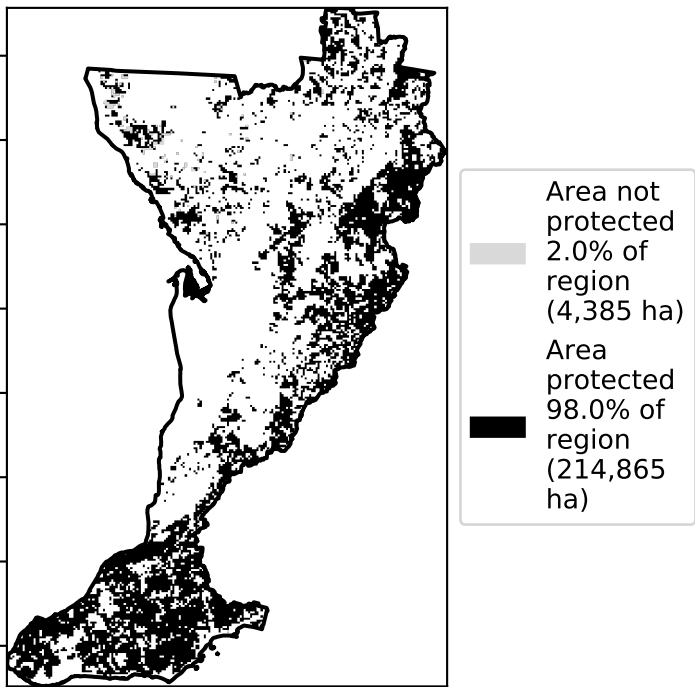 Area not
protected
2.0% of
region
(4,385 ha)
Area
protected
98.0% of
region
(214,865
ha)